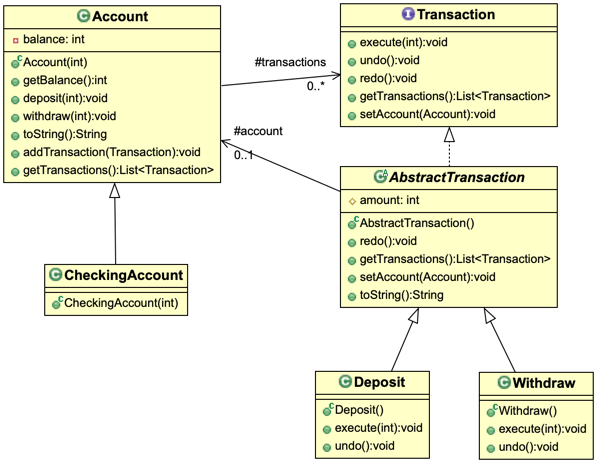 Account
balance: int
Account(int)
getBalance():int
deposit(int):void
withdraw(int):void
toString():String
addTransaction(Transaction):void
getTransactions():List<Transaction>
#transactions
0..*
Transaction
execute(int):void
undo():void
redo():void
getTransactions():List<Transaction>
setAccount(Account):void
#account
0..1
AbstractTransaction
amount: int
AbstractTransaction()
redo():void
getTransactions():List<Transaction>
setAccount(Account):void
toString():String
CheckingAccount
CheckingAccount(int)
Deposit
Deposit()
execute(int):void
undo():void
Withdraw
Withdraw()
execute(int):void
undo():void